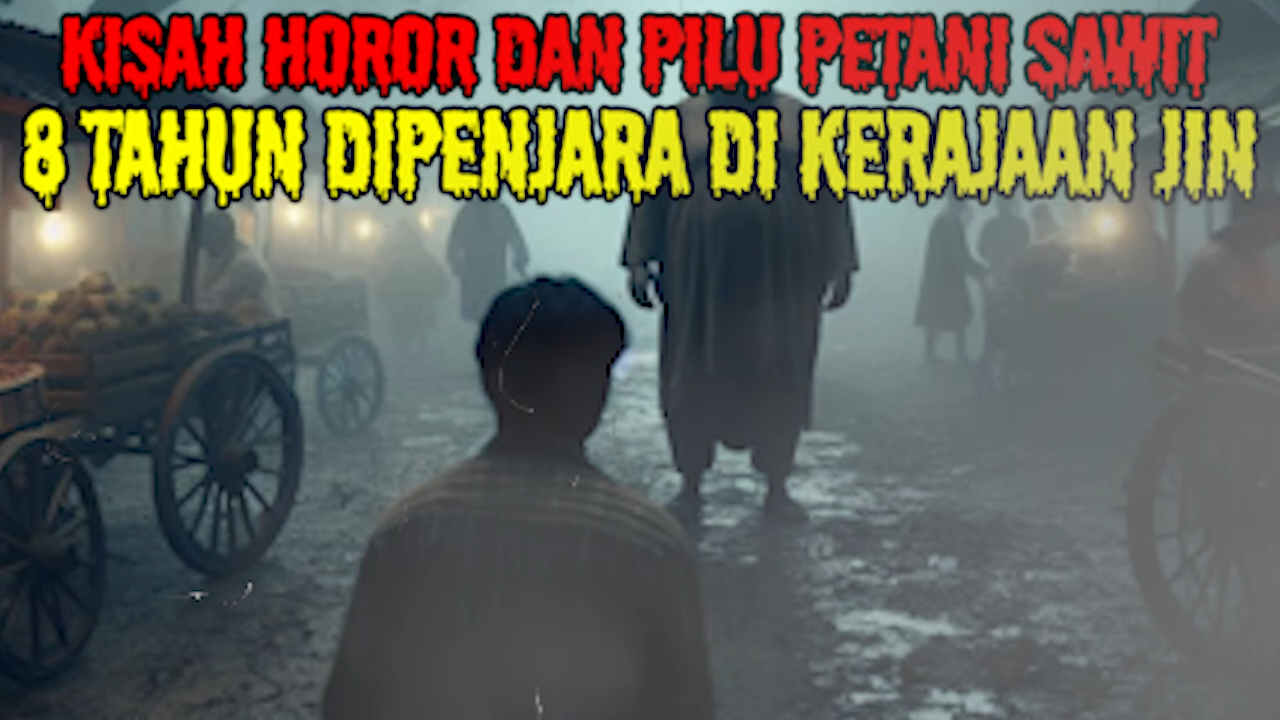 KISAH HOROR DAN PILU PETANI SAWIT
8 TAHUN DIPENJARA DI KERAJAAN JIN